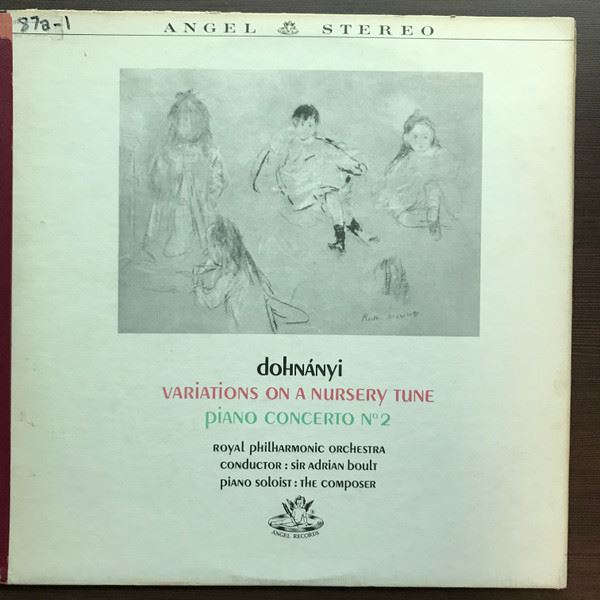 87a-1
ANGEL STEREO
dohnányi
VARIATIONS ON A NURSERY TUNE
PIANO CONCERTO Nº 2
ROYAL PHILHARMONIC ORCHESTRA
CONDUCTOR : SIR ADRIAN BOULT
PIANO SOLOIST : THE COMPOSER
ANGEL RECORDS